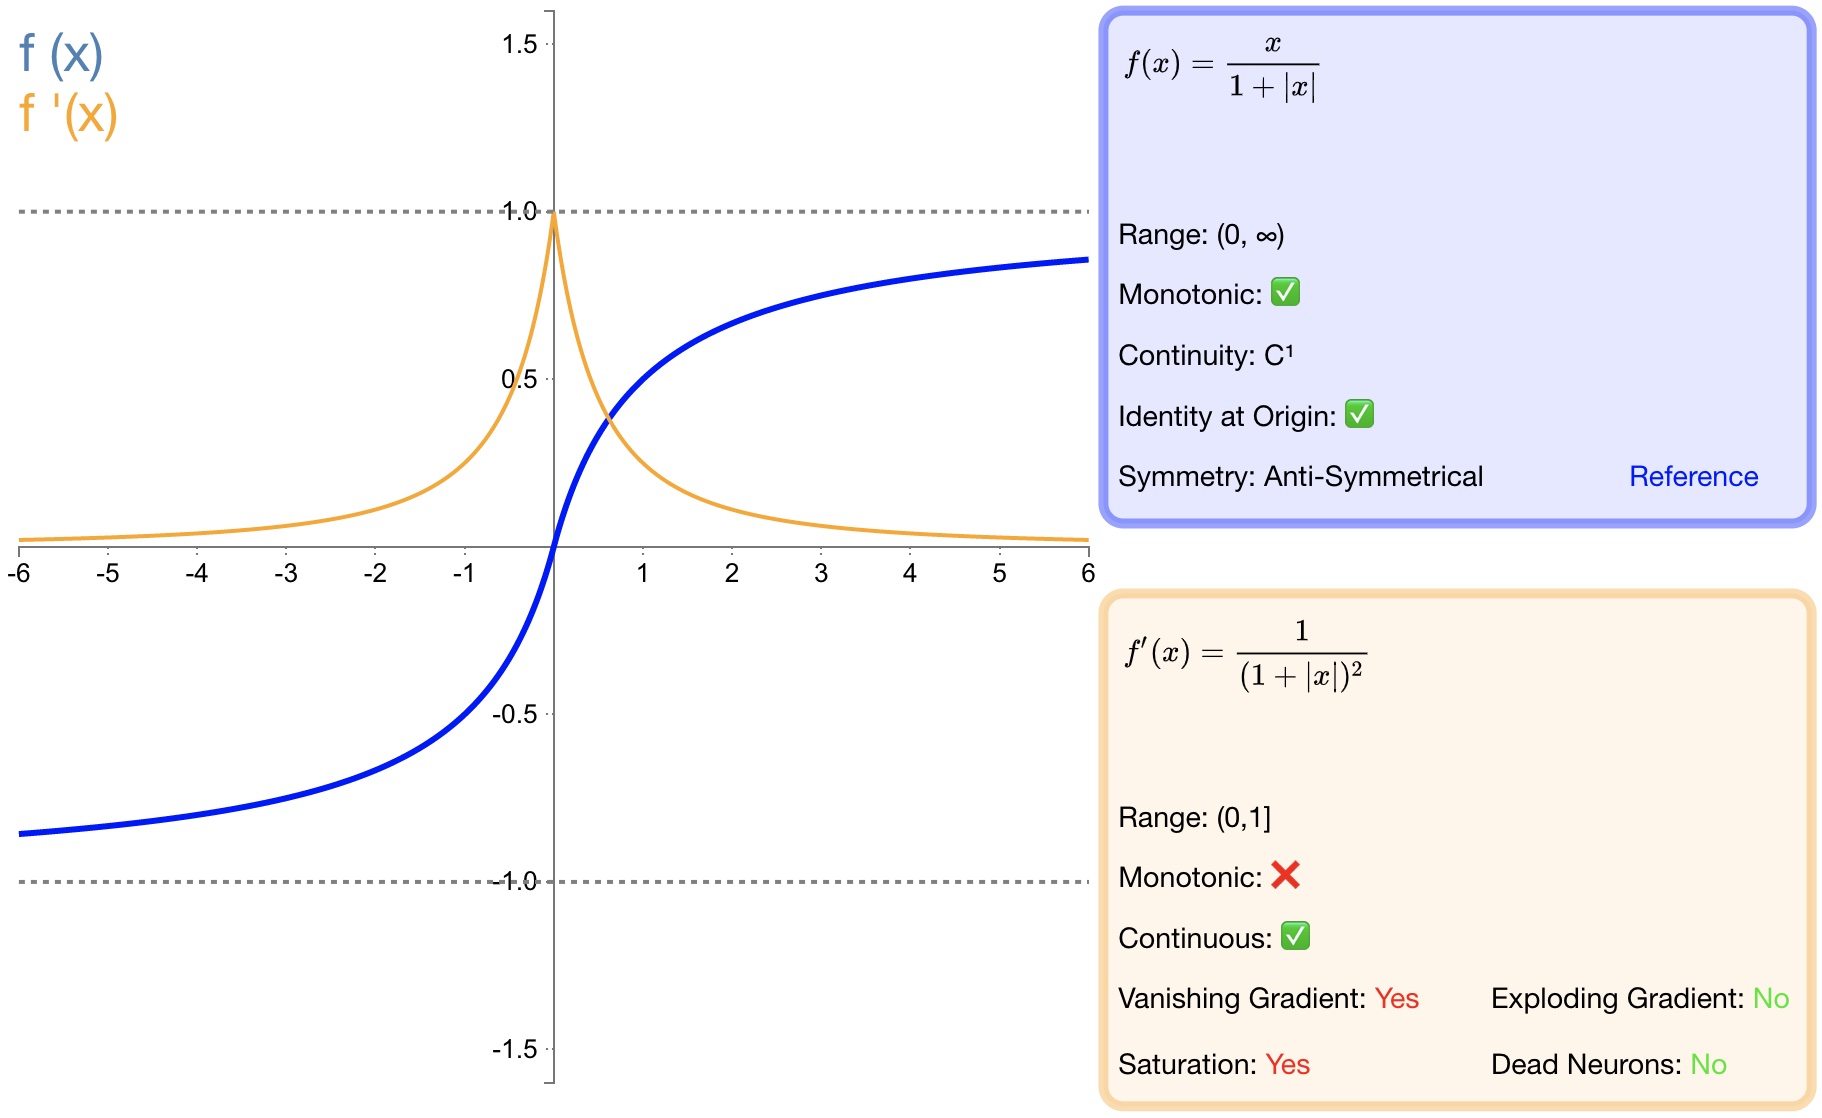 f (x)
f '(x)
1.5
1.0
0.5
-6 -5 -4 -3 -2 -1 1 2 3 4 5 6
-0.5
-1.0
-1.5
f(x) = x / (1 + |x|)
Range: (0, ∞)
Monotonic: ✅
Continuity: C¹
Identity at Origin: ✅
Symmetry: Anti-Symmetrical Reference
f′(x) = 1 / (1 + |x|)²
Range: (0,1]
Monotonic: ❌
Continuous: ✅
Vanishing Gradient: Yes Exploding Gradient: No
Saturation: Yes Dead Neurons: No